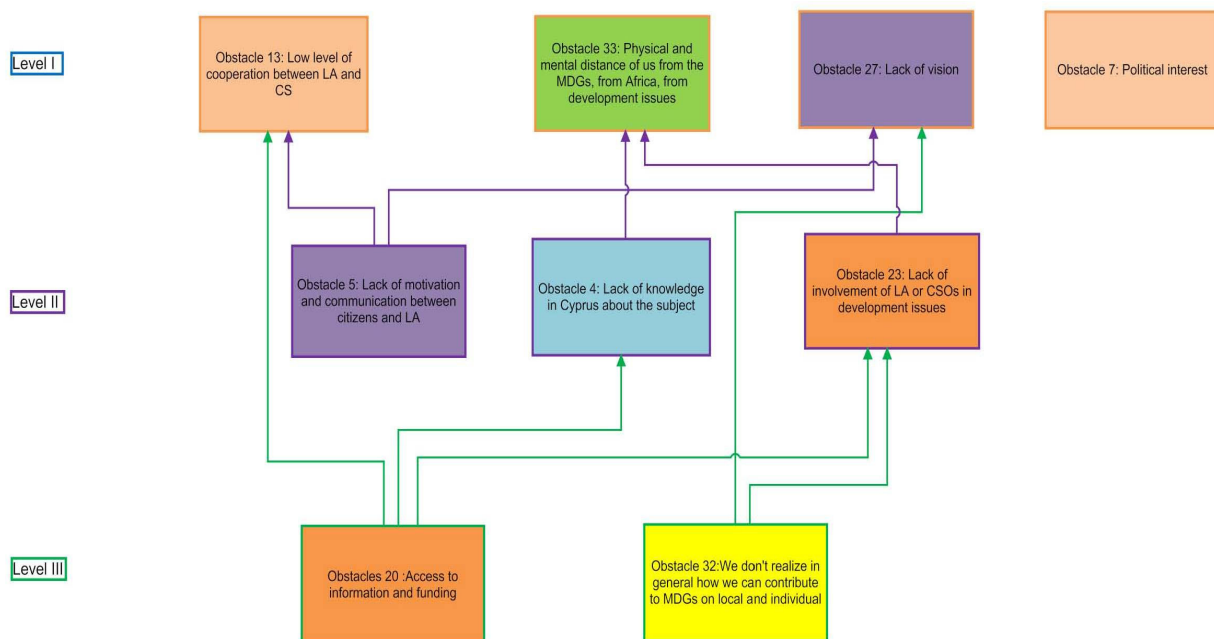 Level I
Obstacle 13: Low level of
cooperation between LA and
CS
Obstacle 33: Physical and
mental distance of us from the
MDGs, from Africa, from
development issues
Obstacle 27: Lack of vision
Obstacle 7: Political interest
Level II
Obstacle 5: Lack of motivation
and communication between
citizens and LA
Obstacle 4: Lack of knowledge
in Cyprus about the subject
Obstacle 23: Lack of
involvement of LA or CSOs in
development issues
Level III
Obstacles 20 :Access to
information and funding
Obstacle 32:We don't realize in
general how we can contribute
to MDGs on local and individual